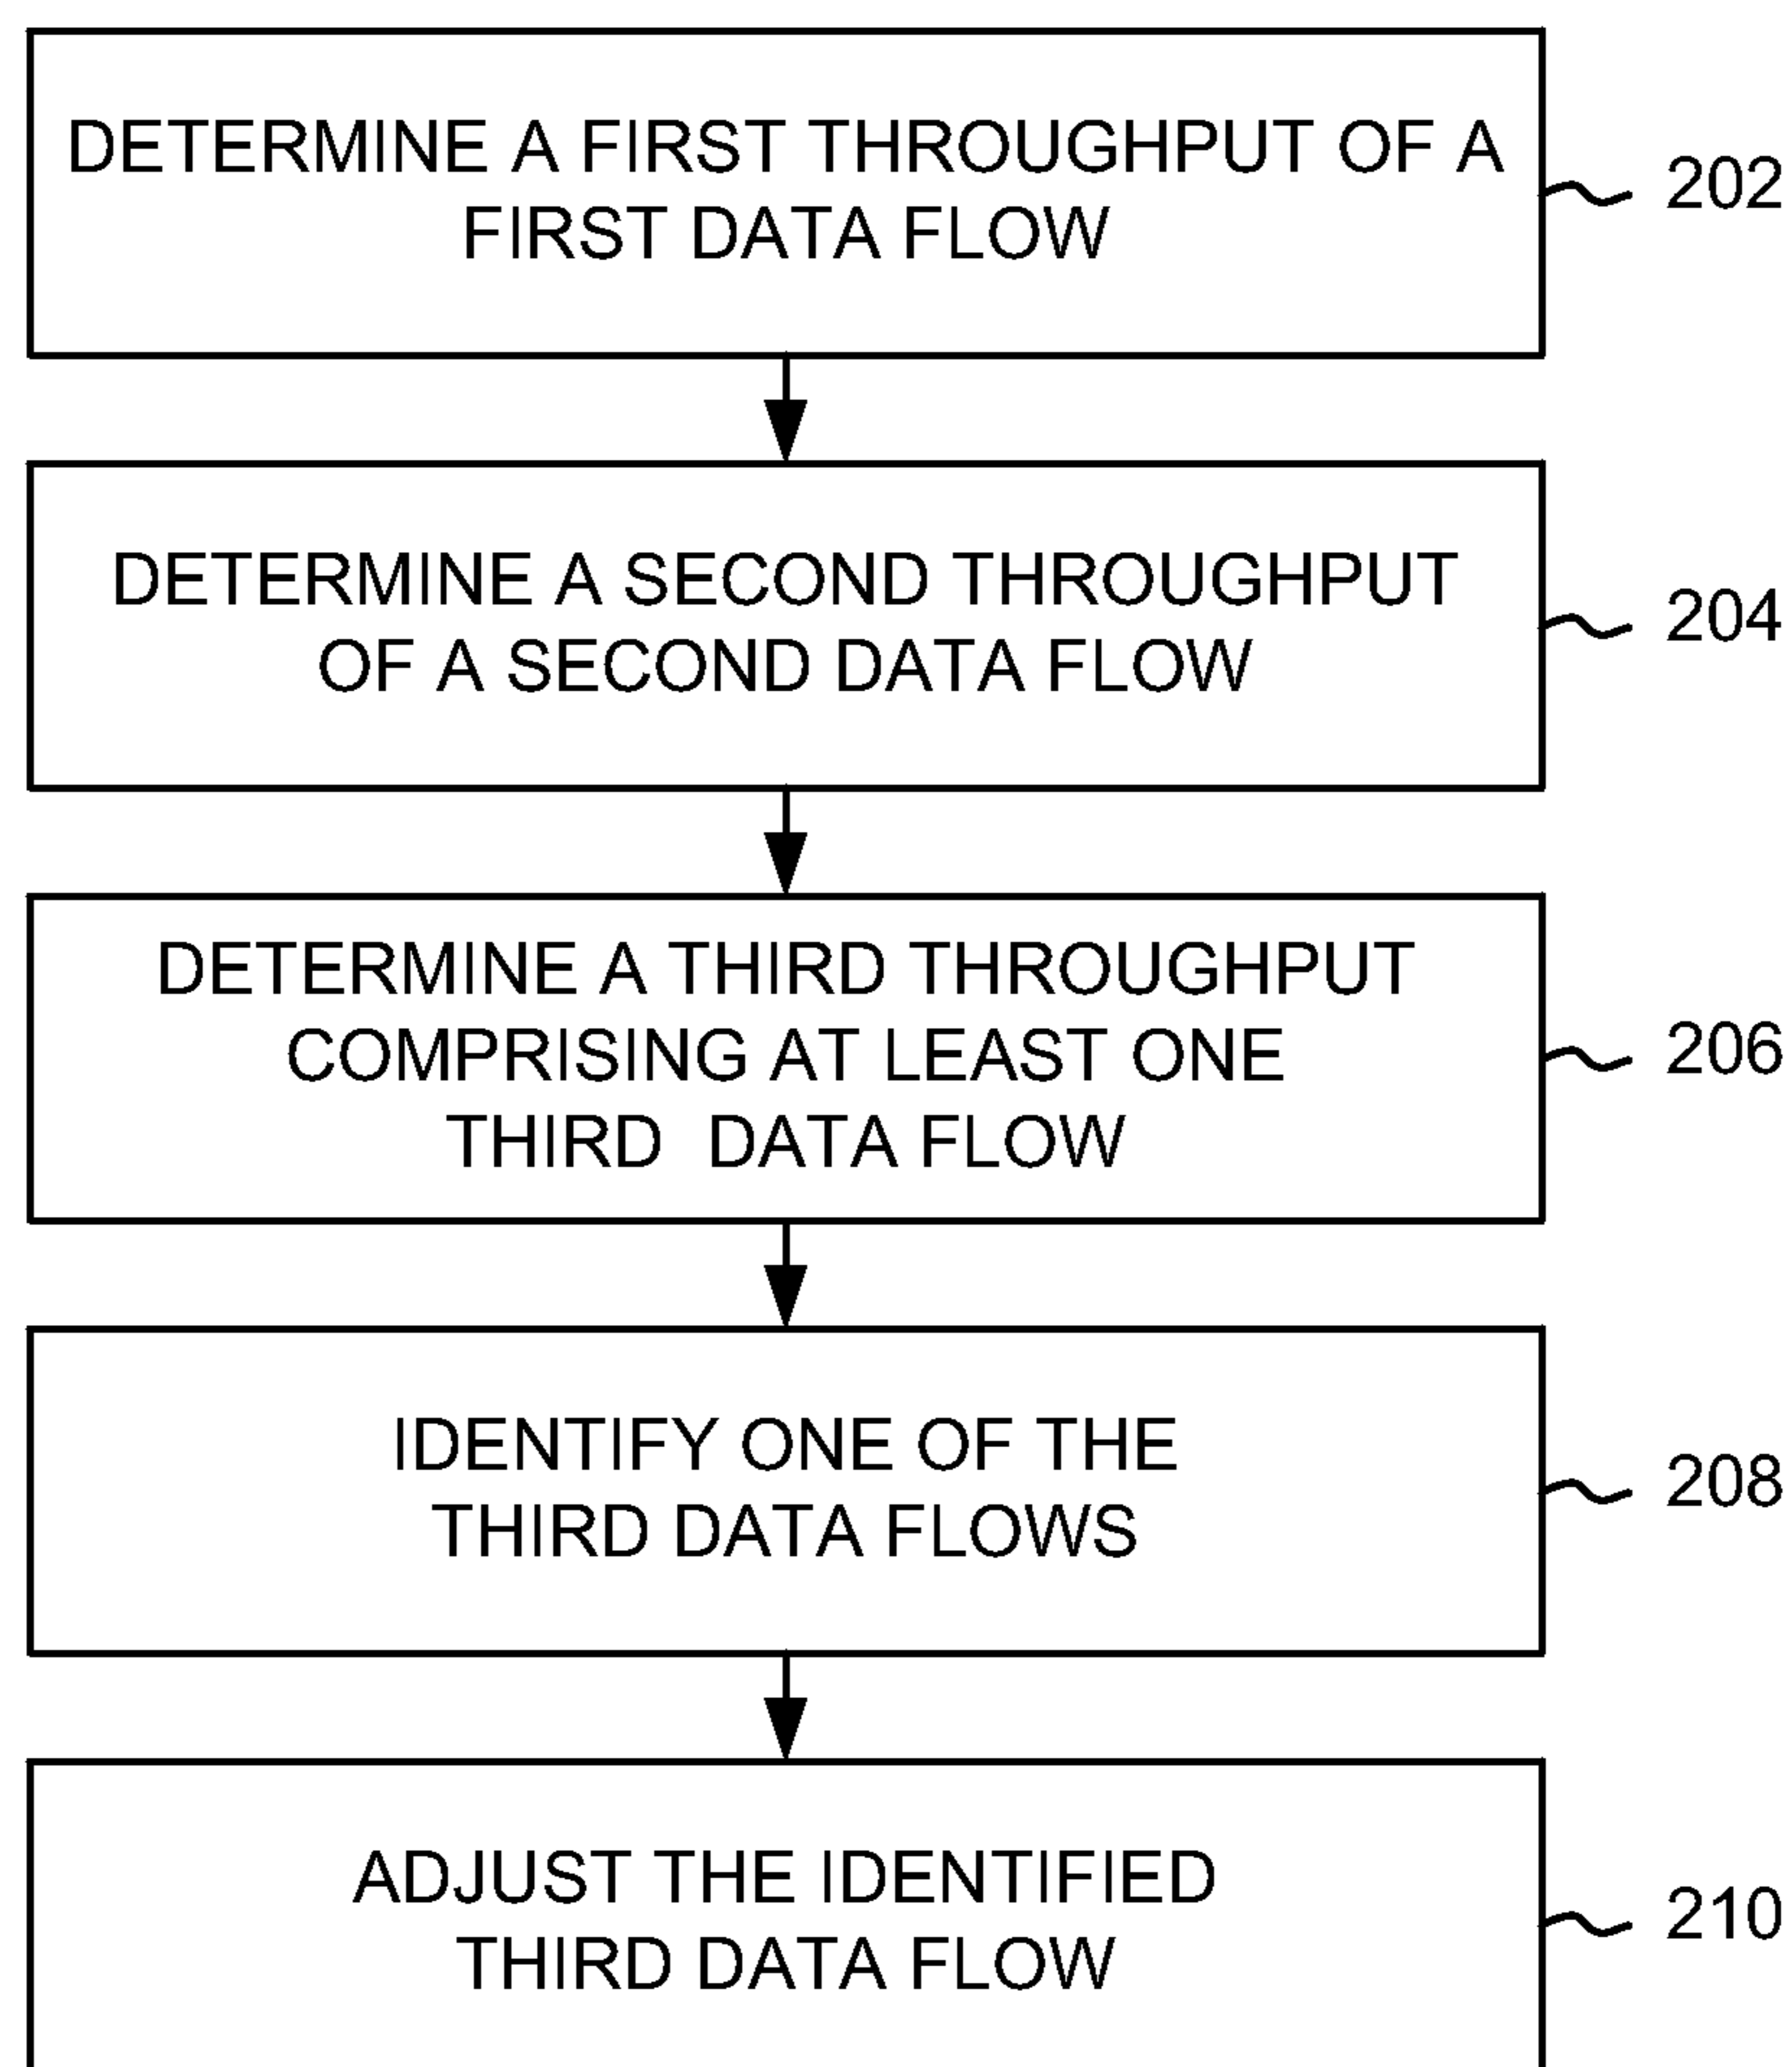 DETERMINE A FIRST THROUGHPUT OF A
FIRST DATA FLOW
202
DETERMINE A SECOND THROUGHPUT
OF A SECOND DATA FLOW
204
DETERMINE A THIRD THROUGHPUT
COMPRISING AT LEAST ONE
THIRD DATA FLOW
206
IDENTIFY ONE OF THE
THIRD DATA FLOWS
208
ADJUST THE IDENTIFIED
THIRD DATA FLOW
210